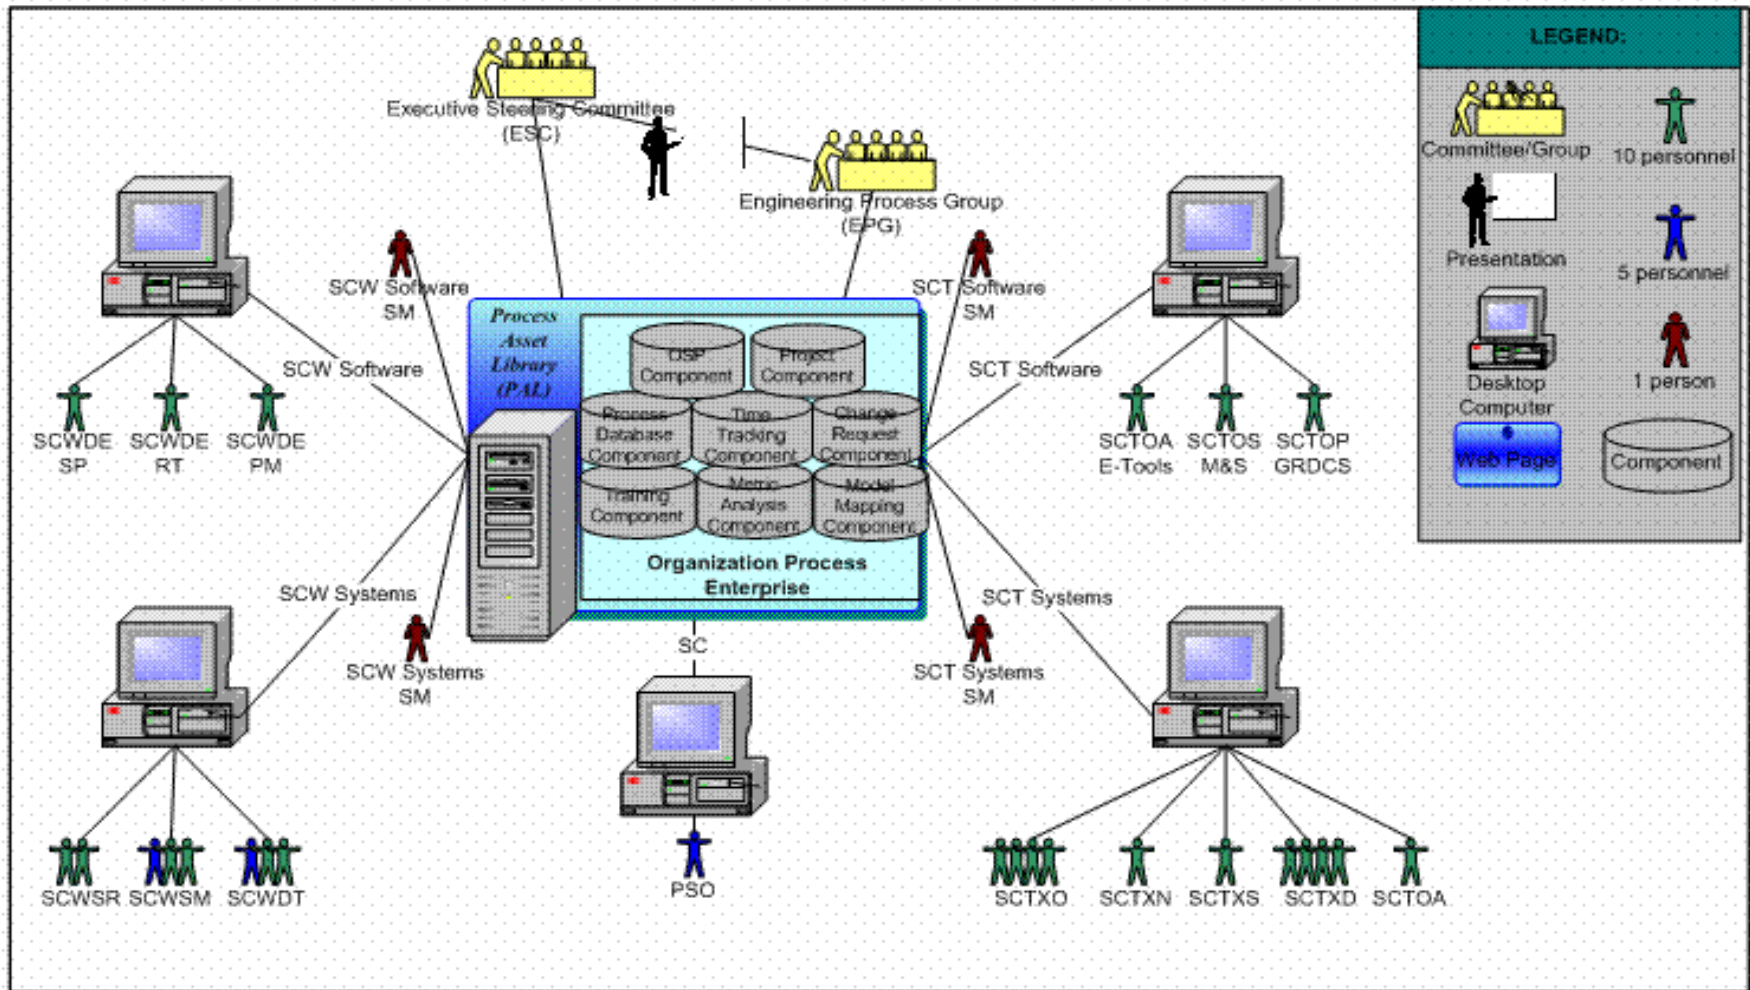 LEGEND:
Committee/Group
10 personnel
Presentation
5 personnel
Desktop
Computer
1 person
Web Page
Component
Executive Steering Committee
(ESC)
Engineering Process Group
(EPG)
SCW Software
SM
SCT Software
SM
SCW Software
SCT Software
SCWDE
SP
SCWDE
RT
SCWDE
PM
SCTOA
E-Tools
SCTOS
M&S
SCTOP
GRDCS
Process
Asset
Library
(PAL)
OSP
Component
Project
Component
Process
Database
Component
Time
Tracking
Component
Change
Request
Component
Training
Component
Metric
Analysis
Component
Model
Mapping
Component
Organization Process
Enterprise
SCW Systems
SCT Systems
SCW Systems
SM
SC
SCT Systems
SM
SCWSR
SCWSM
SCWDT
PSO
SCTXO
SCTXN
SCTXS
SCTXD
SCTOA